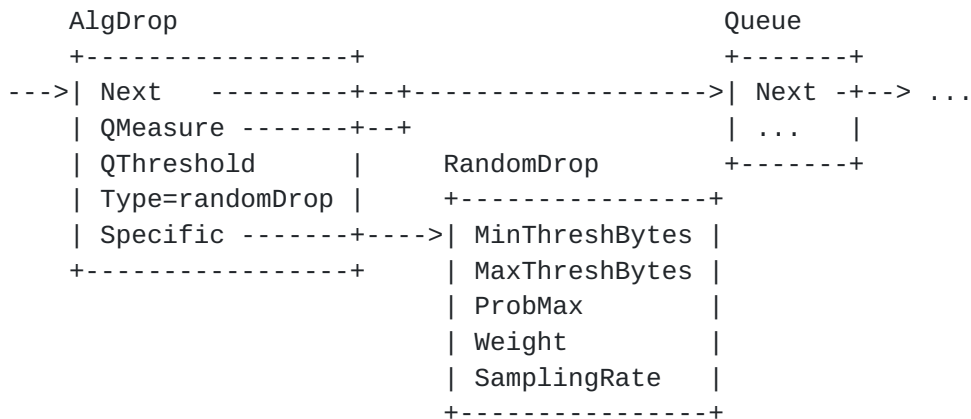 AlgDrop                                 Queue
     +-----------------+                     +-------+
 --->| Next   ---------+--+------------------->| Next -+--> ...
     | QMeasure -------+--+                  | ...   |
     | QThreshold      |     RandomDrop      +-------+
     | Type=randomDrop |     +----------------+
     | Specific -------+---->| MinThreshBytes |
     +-----------------+     | MaxThreshBytes |
                             | ProbMax        |
                             | Weight         |
                             | SamplingRate   |
                             +----------------+